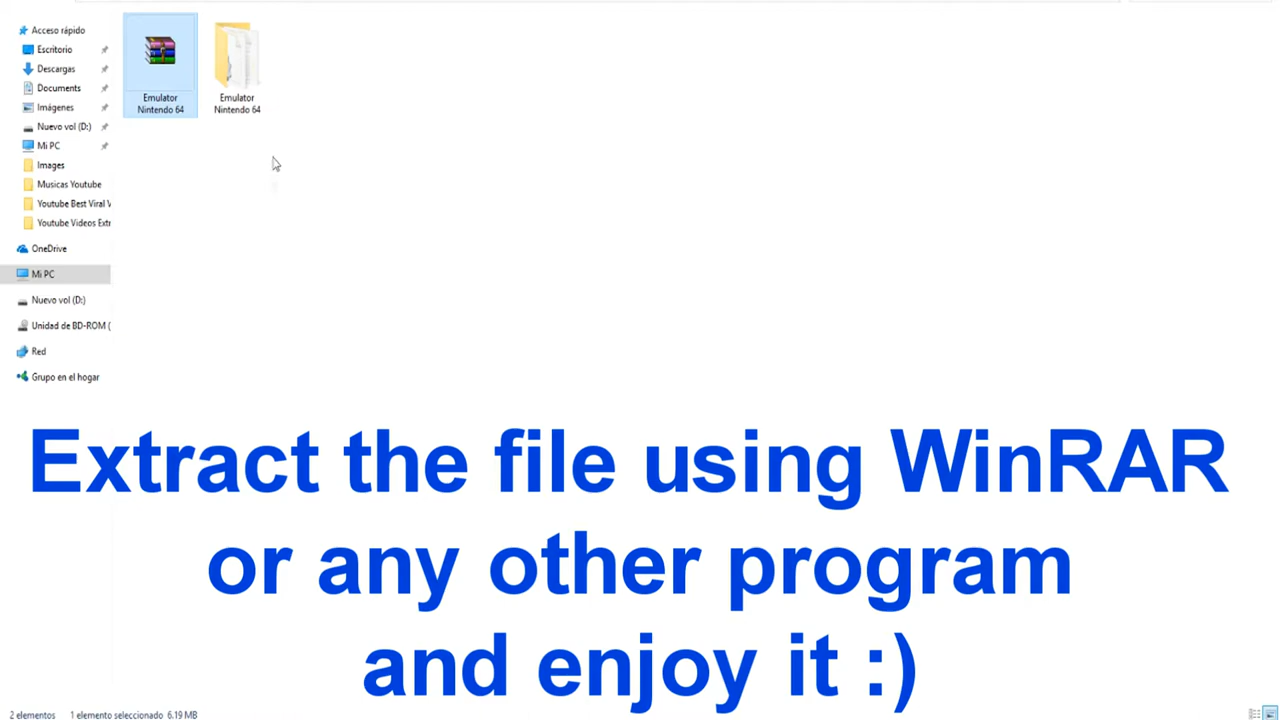 Acceso rápido
Escritorio
Descargas
Documents
Imágenes
Nuevo vol (D:)
Mi PC
Images
Musicas Youtube
Youtube Best Viral V
Youtube Videos Extr
OneDrive
Mi PC
Nuevo vol (D:)
Unidad de BD-ROM (
Red
Grupo en el hogar
Emulator
Nintendo 64
Emulator
Nintendo 64
Extract the file using WinRAR
or any other program
and enjoy it :)
2 elementos 1 elemento seleccionado 6.19 MB